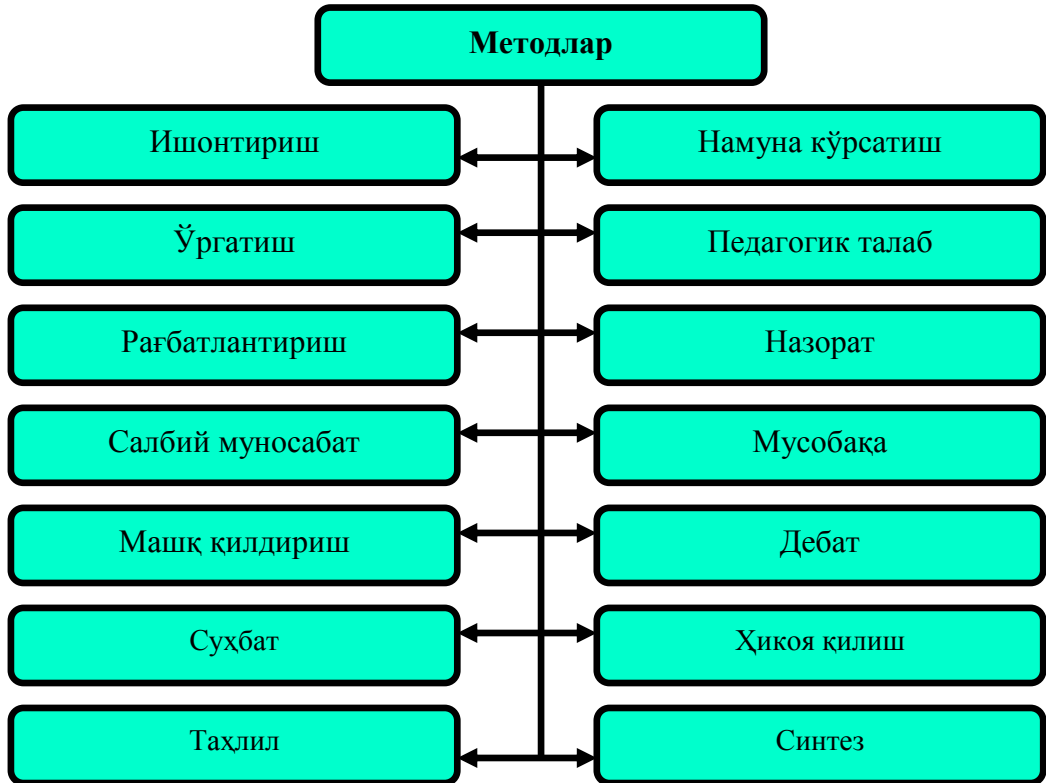 Методлар
Ишонтириш
Намуна кўрсатиш
Ўргатиш
Педагогик талаб
Рағбатлантириш
Назорат
Салбий муносабат
Мусобақа
Машқ қилдириш
Дебат
Суҳбат
Ҳикоя қилиш
Таҳлил
Синтез